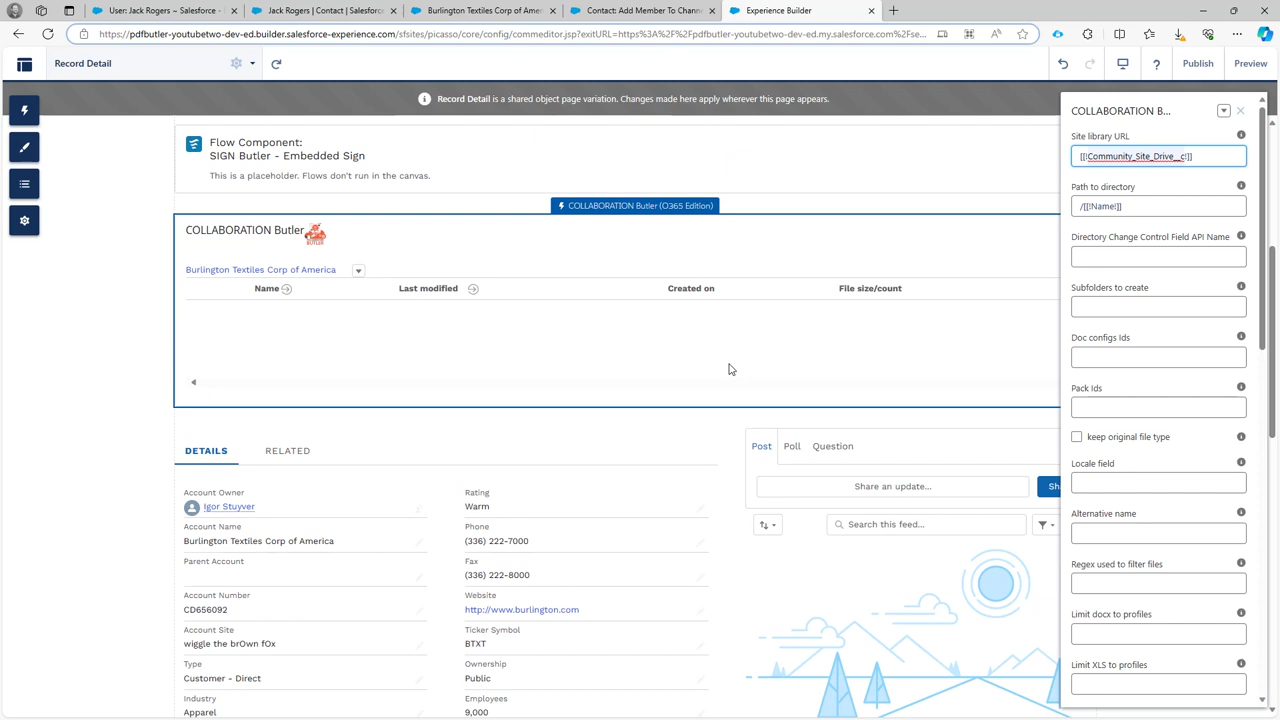 User: Jack Rogers ~ Salesforce -
Jack Rogers | Contact | Salesforc
Burlington Textiles Corp of Amer
Contact: Add Member To Channe
Experience Builder
https://pdfbutler-youtubetwo-dev-ed.builder.salesforce-experience.com/sfsites/picasso/core/config/commeditor.jsp?exitURL=https%3A%2F%2Fpdfbutler-youtubetwo-dev-ed.my.salesforce.com%2Fse...
Record Detail
Publish
Preview
Record Detail is a shared object page variation. Changes made here apply wherever this page appears.
Flow Component:
SIGN Butler - Embedded Sign
This is a placeholder. Flows don't run in the canvas.
COLLABORATION Butler (O365 Edition)
COLLABORATION Butler
Burlington Textiles Corp of America
Name
Last modified
Created on
File size/count
DETAILS
RELATED
Account Owner
Igor Stuyver
Account Name
Burlington Textiles Corp of America
Parent Account
Account Number
CD656092
Account Site
wiggle the brOwn fOx
Type
Customer - Direct
Industry
Apparel
Rating
Warm
Phone
(336) 222-7000
Fax
(336) 222-8000
Website
http://www.burlington.com
Ticker Symbol
BTXT
Ownership
Public
Employees
9,000
Post
Poll
Question
Share an update...
Sh
Search this feed...
COLLABORATION B...
Site library URL
[[!Community_Site_Drive__c!]]
Path to directory
/[[!Name!]]
Directory Change Control Field API Name
Subfolders to create
Doc configs Ids
Pack Ids
keep original file type
Locale field
Alternative name
Regex used to filter files
Limit docx to profiles
Limit XLS to profiles